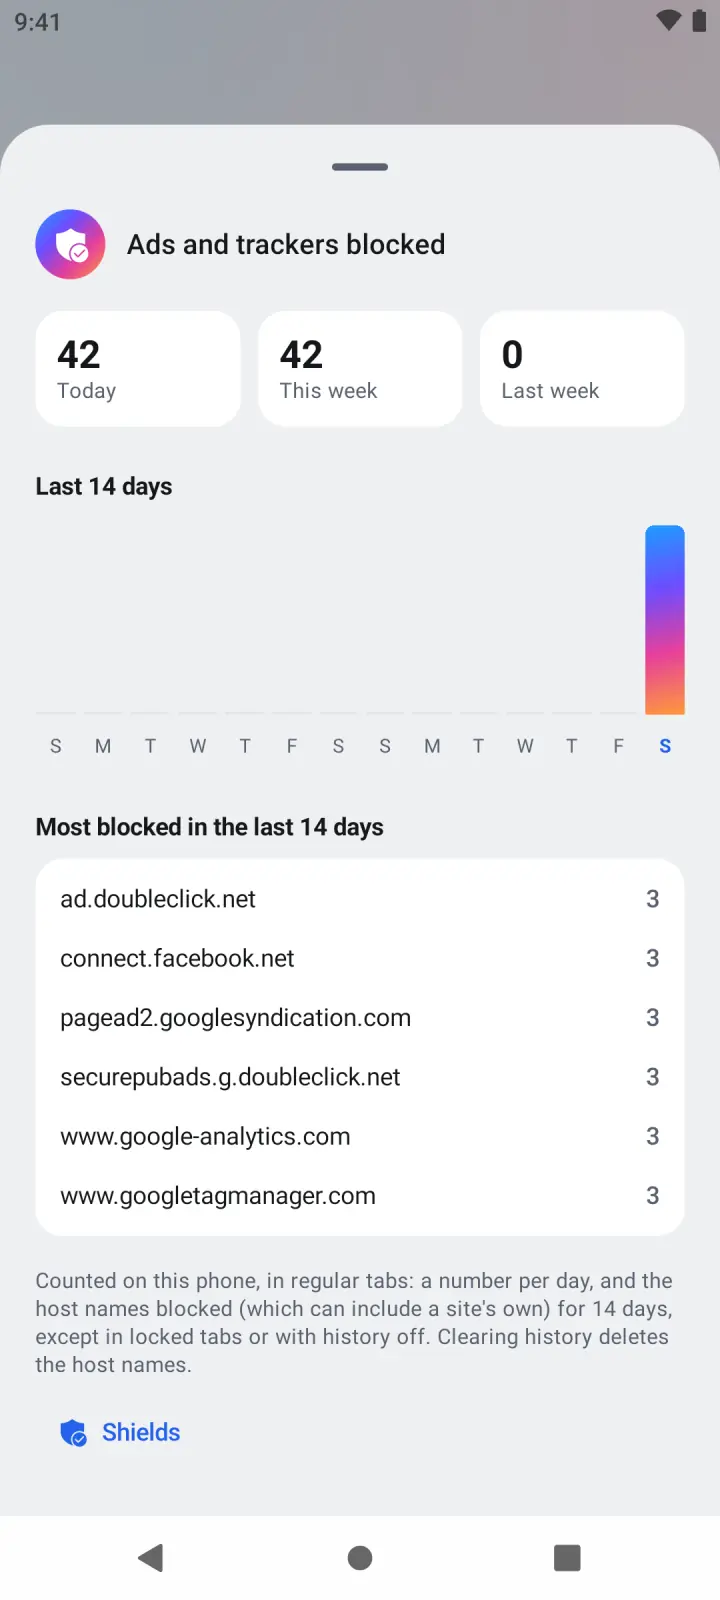 9:41
Ads and trackers blocked
42
Today
42
This week
0
Last week
Last 14 days
S M T W T F S S M T W T F S
Most blocked in the last 14 days
ad.doubleclick.net 3
connect.facebook.net 3
pagead2.googlesyndication.com 3
securepubads.g.doubleclick.net 3
www.google-analytics.com 3
www.googletagmanager.com 3
Counted on this phone, in regular tabs: a number per day, and the
host names blocked (which can include a site's own) for 14 days,
except in locked tabs or with history off. Clearing history deletes
the host names.
Shields